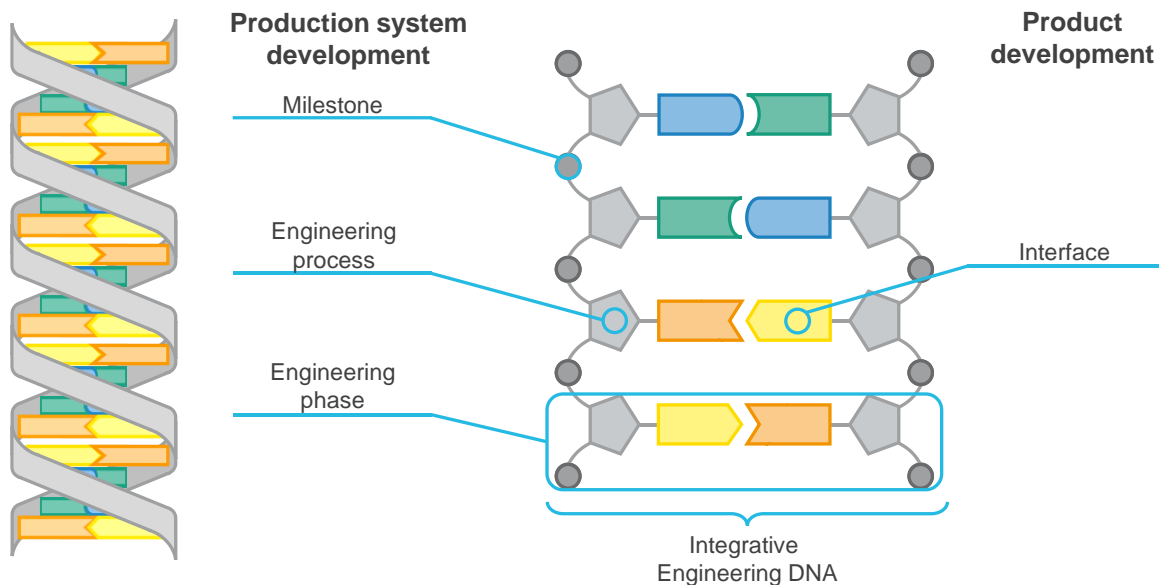 Production system
development
Product
development
Milestone
Engineering
process
Interface
Engineering
phase
Integrative
Engineering DNA